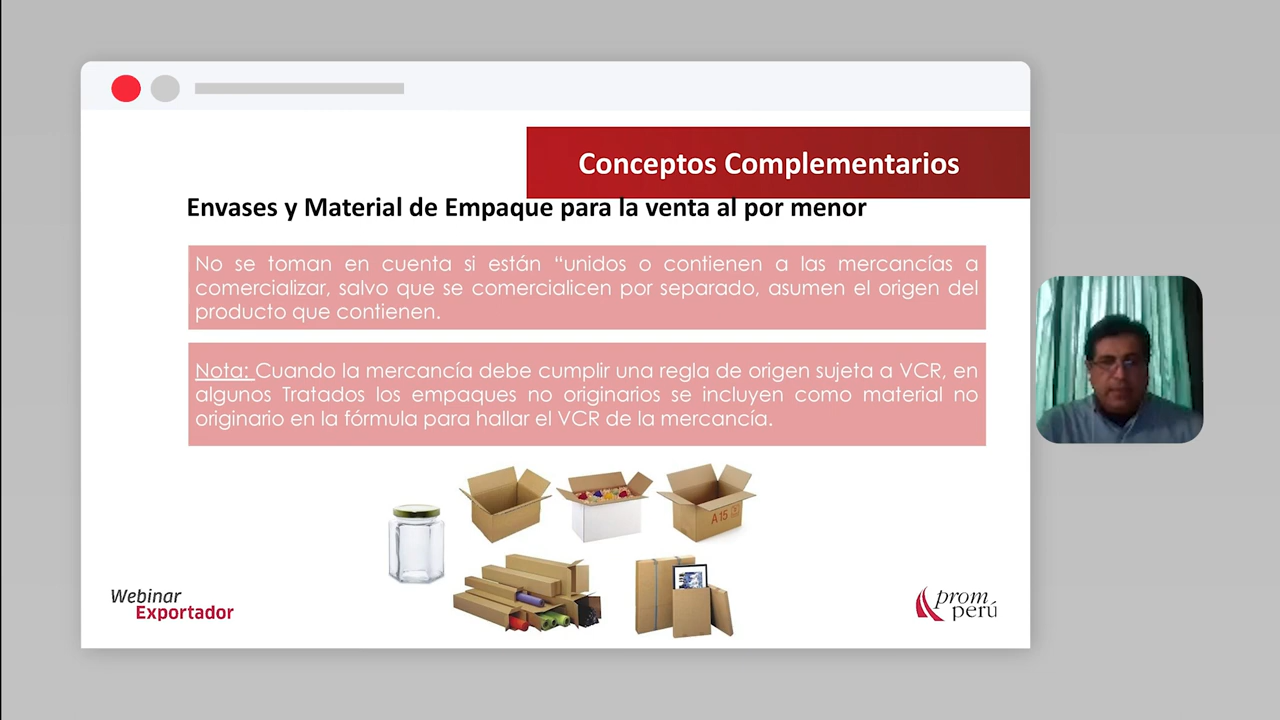 Conceptos Complementarios
Envases y Material de Empaque para la venta al por menor
No se toman en cuenta si están “unidos o contienen a las mercancías a
comercializar, salvo que se comercialicen por separado, asumen el origen del
producto que contienen.
Nota: Cuando la mercancía debe cumplir una regla de origen sujeta a VCR, en
algunos Tratados los empaques no originarios se incluyen como material no
originario en la fórmula para hallar el VCR de la mercancía.
A15
Webinar
Exportador
prom
perú